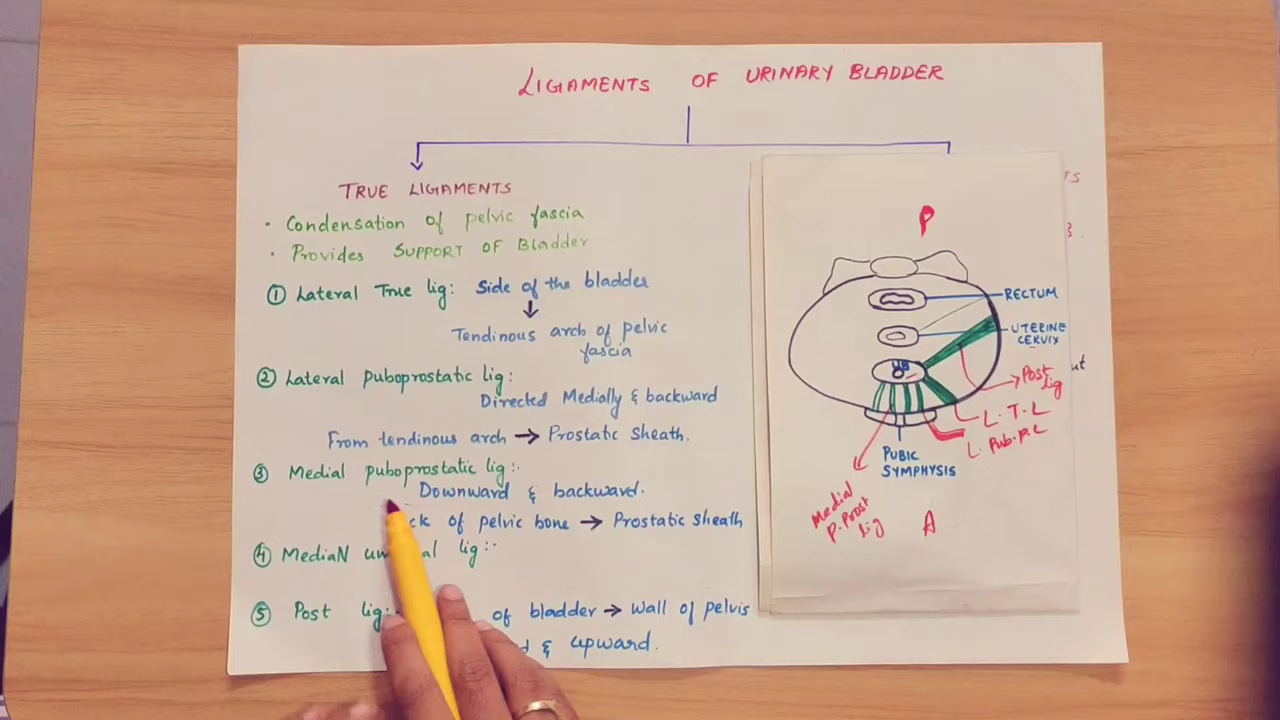 LIGAMENTS OF URINARY BLADDER
TRUE LIGAMENTS
• Condensation of pelvic fascia
• Provides SUPPORT OF Bladder
① Lateral True lig: Side of the bladder
↓
Tendinous arch of pelvic
fascia
② Lateral puboprostatic lig:
Directed Medially & backward
From tendinous arch → Prostatic Sheath.
③ Medial puboprostatic lig:-
Downward & backward.
of pelvic bone → Prostatic Sheath
④ MediaN lig:-
⑤ Post lig:- of bladder → Wall of pelvis
& upward.
P
RECTUM
UTERINE
CERVIX
UB
Post
lig
L. T. L
L. Pub. P. L
PUBIC
SYMPHYSIS
Medial
P. Prost
lig
A